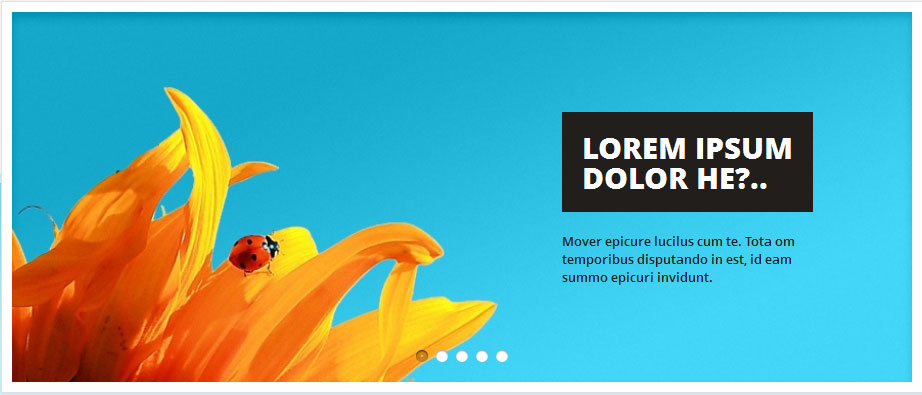 LOREM IPSUM
DOLOR HE?..
Mover epicure lucilus cum te. Tota om
temporibus disputando in est, id eam
summo epicuri invidunt.